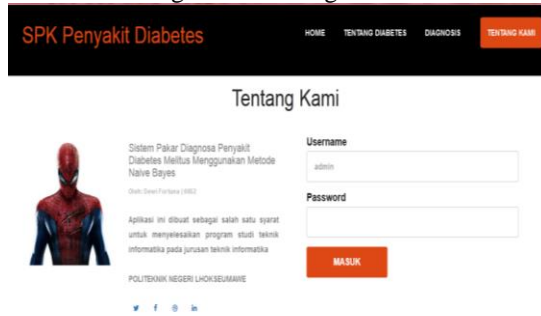 SPK Penyakit Diabetes
HOME TENTANG DIABETES DIAGNOSIS TENTANG KAMI
Tentang Kami
Sistem Pakar Diagnosa Penyakit
Diabetes Melitus Menggunakan Metode
Naive Bayes
Aplikasi ini dibuat sebagai salah satu syarat
untuk menyelesaikan program studi teknik
informatika pada jurusan teknik informatika
POLITEKNIK NEGERI LHOKSEUMAWE
Username
admin
Password
MASUK